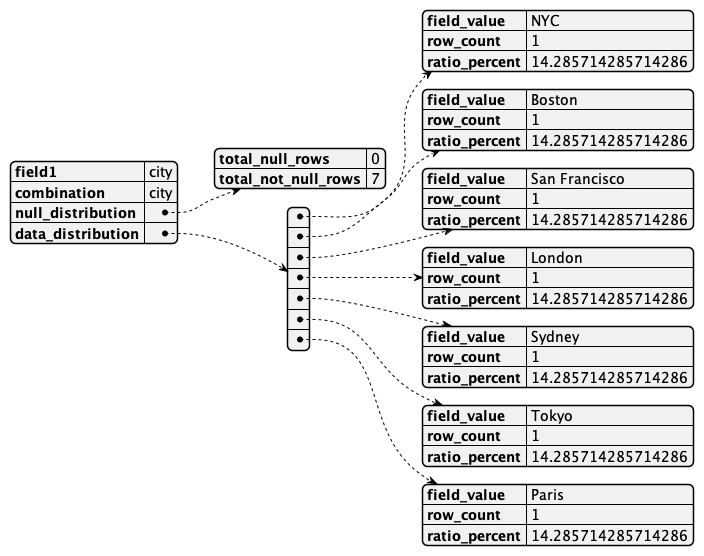 field1 city
combination city
null_distribution
data_distribution
total_null_rows 0
total_not_null_rows 7
field_value NYC
row_count 1
ratio_percent 14.285714285714286
field_value Boston
row_count 1
ratio_percent 14.285714285714286
field_value San Francisco
row_count 1
ratio_percent 14.285714285714286
field_value London
row_count 1
ratio_percent 14.285714285714286
field_value Sydney
row_count 1
ratio_percent 14.285714285714286
field_value Tokyo
row_count 1
ratio_percent 14.285714285714286
field_value Paris
row_count 1
ratio_percent 14.285714285714286